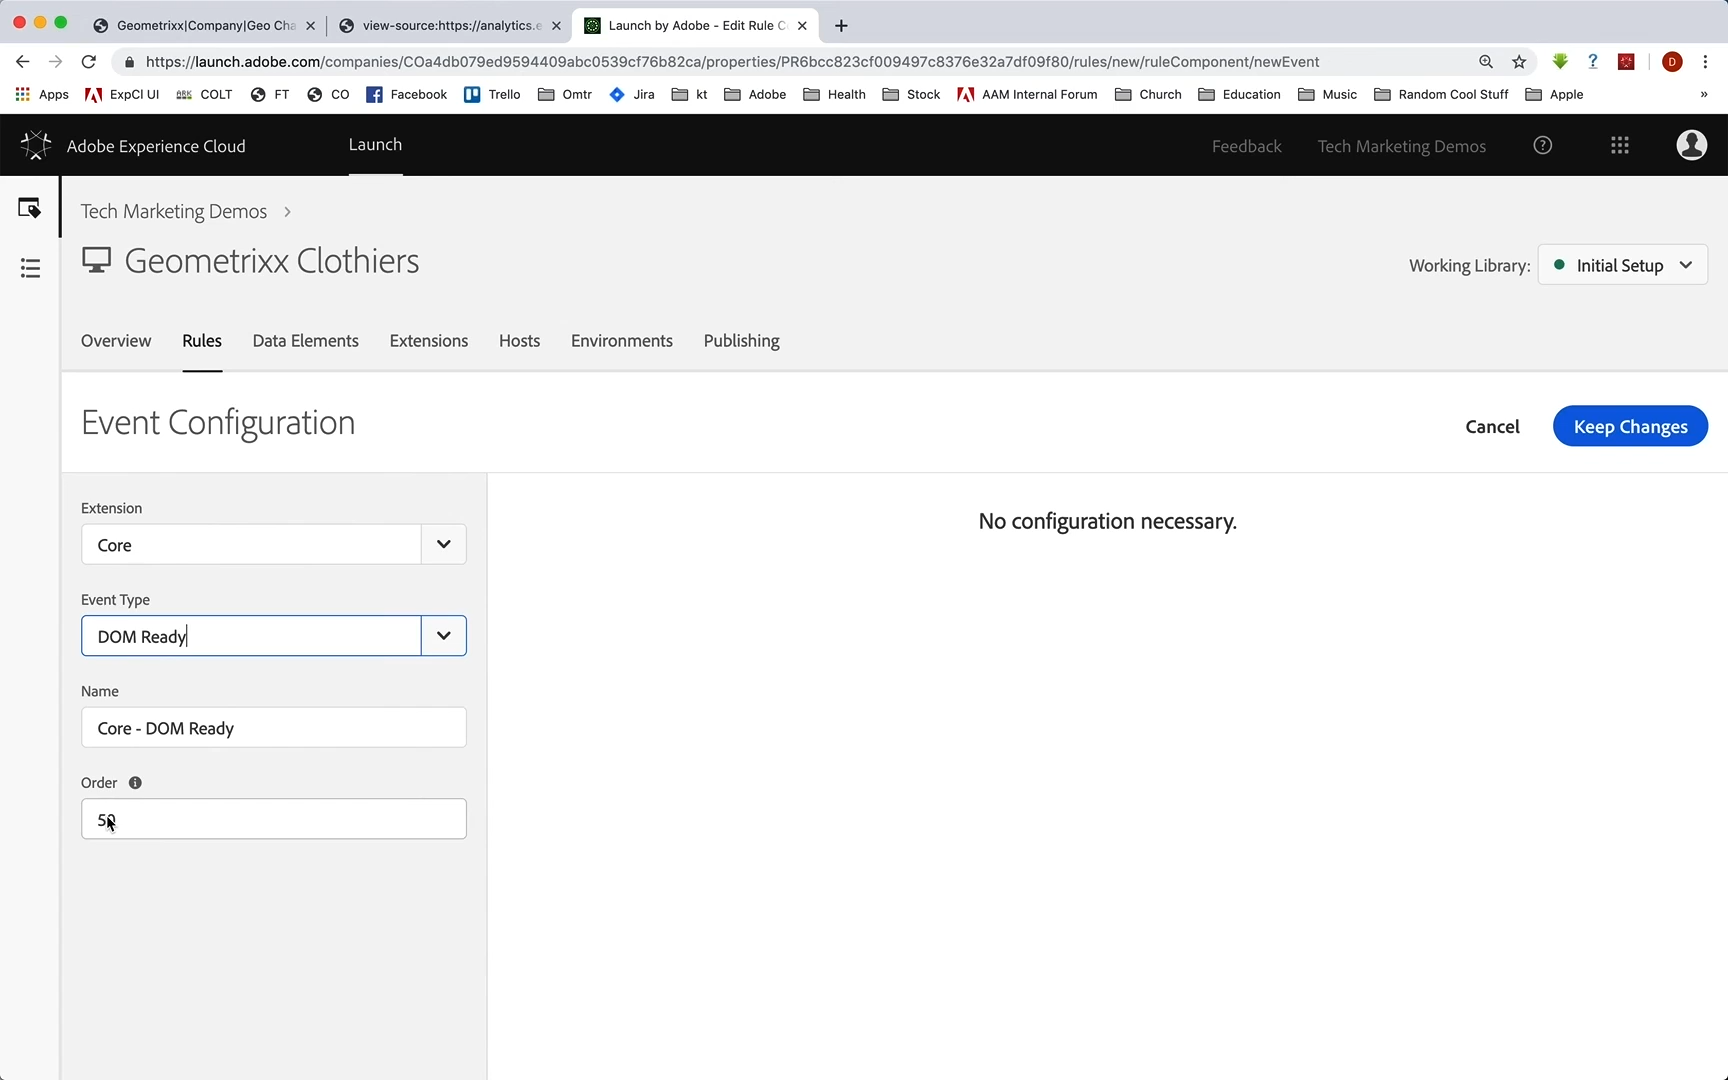 Geometrixx|Company|Geo Cha
view-source:https://analytics.e
Launch by Adobe - Edit Rule C
https://launch.adobe.com/companies/COa4db079ed9594409abc0539cf76b82ca/properties/PR6bcc823cf009497c8376e32a7df09f80/rules/new/ruleComponent/newEvent
D
Apps ExpCl UI COLT FT CO Facebook Trello Omtr Jira kt Adobe Health Stock AAM Internal Forum Church Education Music Random Cool Stuff Apple »
Adobe Experience Cloud Launch Feedback Tech Marketing Demos
Tech Marketing Demos >
Geometrixx Clothiers
Working Library: Initial Setup
Overview Rules Data Elements Extensions Hosts Environments Publishing
Event Configuration
Cancel Keep Changes
Extension
Core
No configuration necessary.
Event Type
DOM Ready
Name
Core - DOM Ready
Order
50